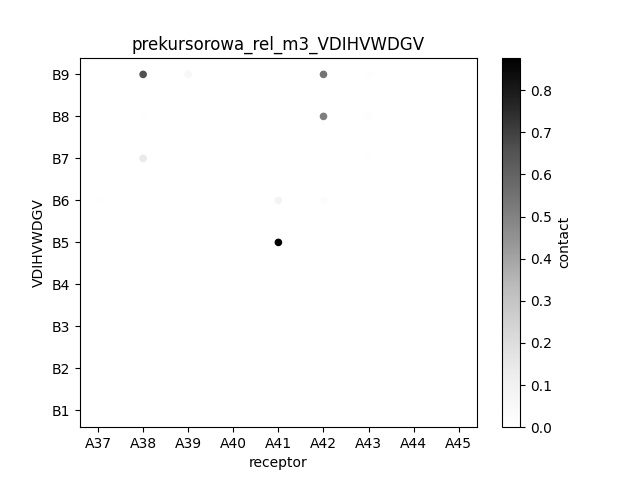 prekursorowa_rel_m3_VDIHVWDGV
B9
B8
B7
B6
B5
B4
B3
B2
B1
VDIHVWDGV
A37 A38 A39 A40 A41 A42 A43 A44 A45
receptor
0.8
0.7
0.6
0.5
0.4
0.3
0.2
0.1
0.0
contact